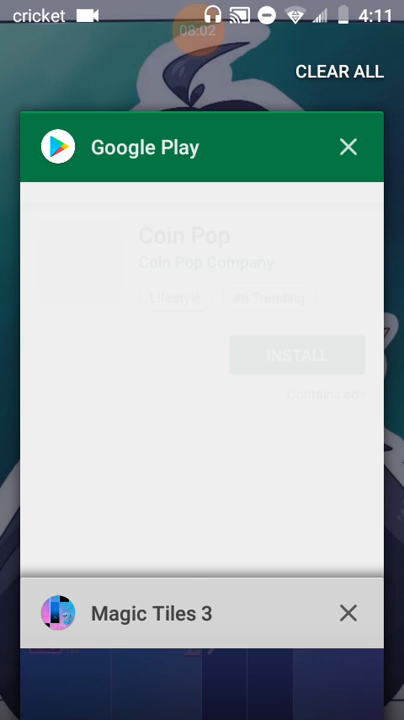 cricket 4:11
08:02
CLEAR ALL
Google Play
Coin Pop
Coin Pop Company
Lifestyle
Trending
INSTALL
Contains ads
Magic Tiles 3